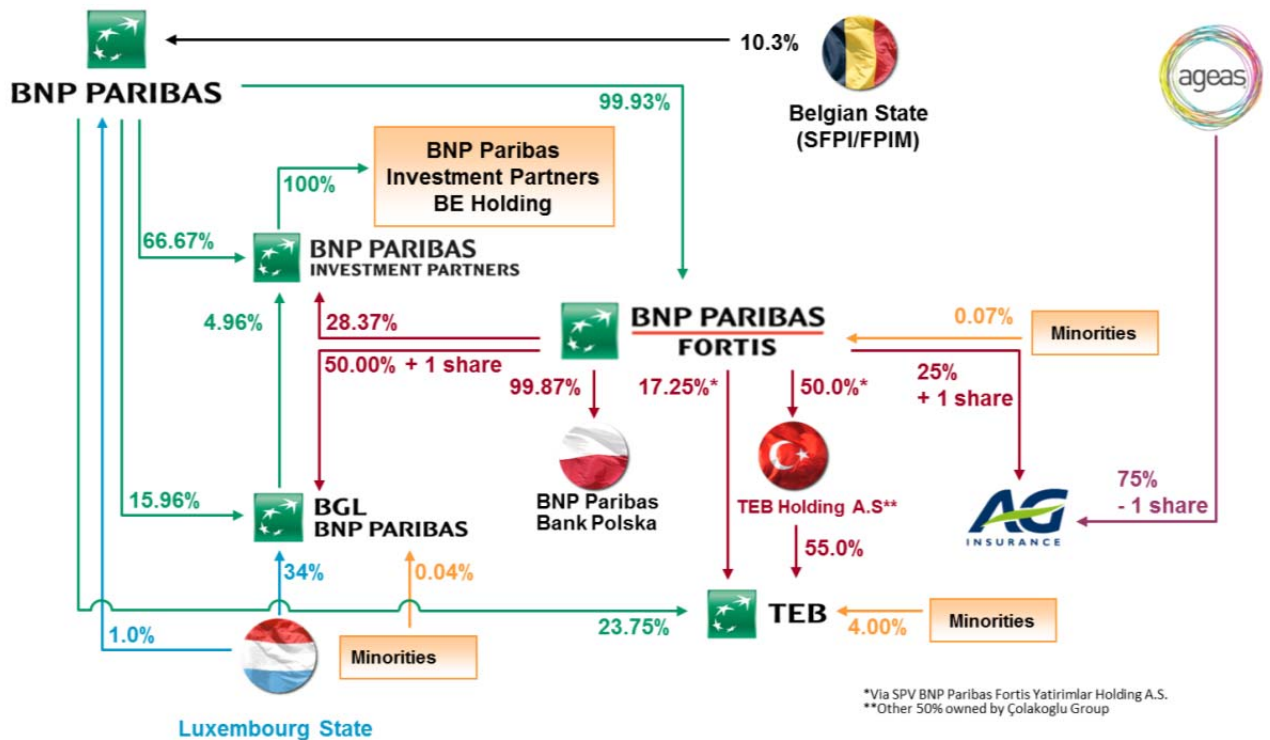 10.3%
BNP PARIBAS
99.93%
Belgian State
(SFPI/FPIM)
ageas
BNP Paribas
Investment Partners
BE Holding
100%
66.67%
BNP PARIBAS
INVESTMENT PARTNERS
4.96%
28.37%
BNP PARIBAS
FORTIS
0.07%
Minorities
50.00% + 1 share
99.87%
17.25%*
50.0%*
25%
+ 1 share
15.96%
BGL
BNP PARIBAS
BNP Paribas
Bank Polska
TEB Holding A.S**
AG
INSURANCE
75%
- 1 share
55.0%
34%
0.04%
TEB
23.75%
4.00%
Minorities
1.0%
Minorities
Luxembourg State
*Via SPV BNP Paribas Fortis Yatirimlar Holding A.S.
**Other 50% owned by Çolakoglu Group